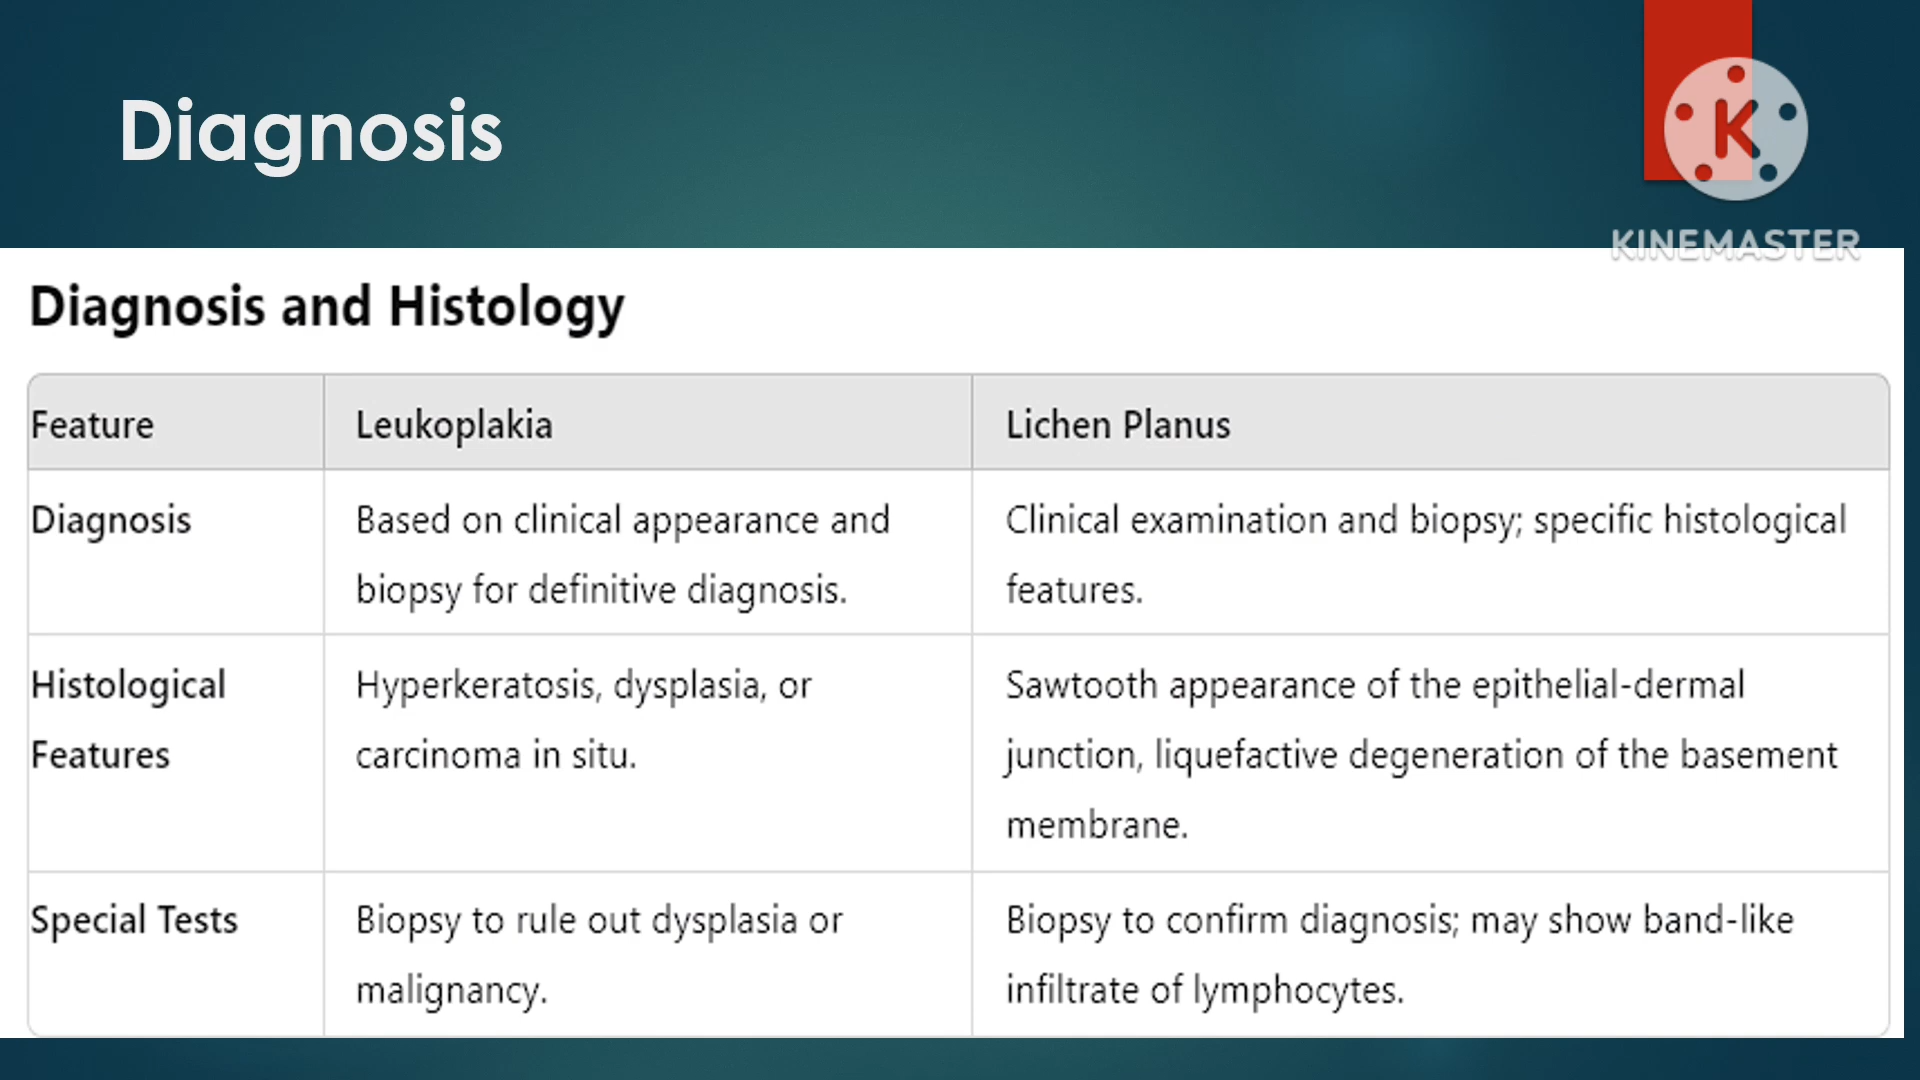 Diagnosis
K
KINEMASTER
Diagnosis and Histology
Feature
Leukoplakia
Lichen Planus
Diagnosis
Based on clinical appearance and
biopsy for definitive diagnosis.
Clinical examination and biopsy; specific histological
features.
Histological
Features
Hyperkeratosis, dysplasia, or
carcinoma in situ.
Sawtooth appearance of the epithelial-dermal
junction, liquefactive degeneration of the basement
membrane.
Special Tests
Biopsy to rule out dysplasia or
malignancy.
Biopsy to confirm diagnosis; may show band-like
infiltrate of lymphocytes.